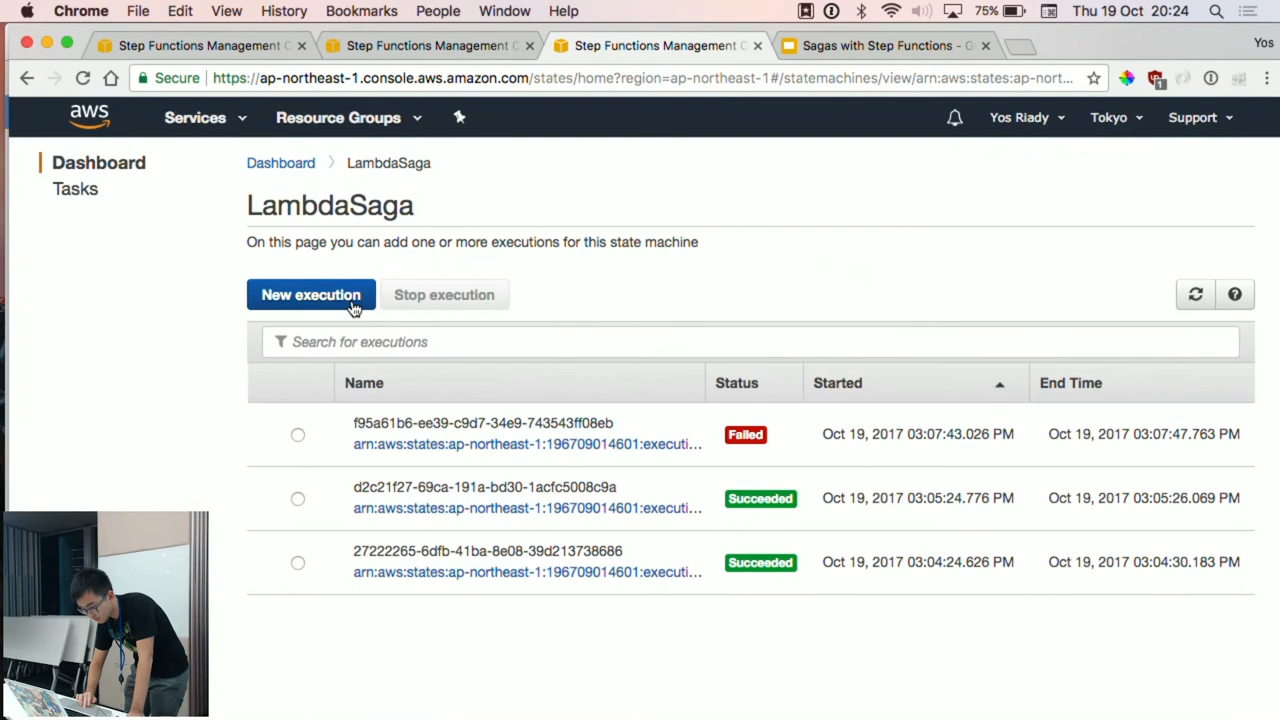 Chrome File Edit View History Bookmarks People Window Help 75% Thu 19 Oct 20:24
Step Functions Management C Step Functions Management C Step Functions Management C Sagas with Step Functions - G Yos
Secure https://ap-northeast-1.console.aws.amazon.com/states/home?region=ap-northeast-1#/statemachines/view/arn:aws:states:ap-nort... 1
aws Services Resource Groups Yos Riady Tokyo Support
Dashboard Dashboard LambdaSaga
Tasks
LambdaSaga
On this page you can add one or more executions for this state machine
New execution Stop execution
Search for executions
Name Status Started End Time
f95a61b6-ee39-c9d7-34e9-743543ff08eb
arn:aws:states:ap-northeast-1:196709014601:executi... Failed Oct 19, 2017 03:07:43.026 PM Oct 19, 2017 03:07:47.763 PM
d2c21f27-69ca-191a-bd30-1acfc5008c9a
arn:aws:states:ap-northeast-1:196709014601:executi... Succeeded Oct 19, 2017 03:05:24.776 PM Oct 19, 2017 03:05:26.069 PM
27222265-6dfb-41ba-8e08-39d213738686
arn:aws:states:ap-northeast-1:196709014601:executi... Succeeded Oct 19, 2017 03:04:24.626 PM Oct 19, 2017 03:04:30.183 PM